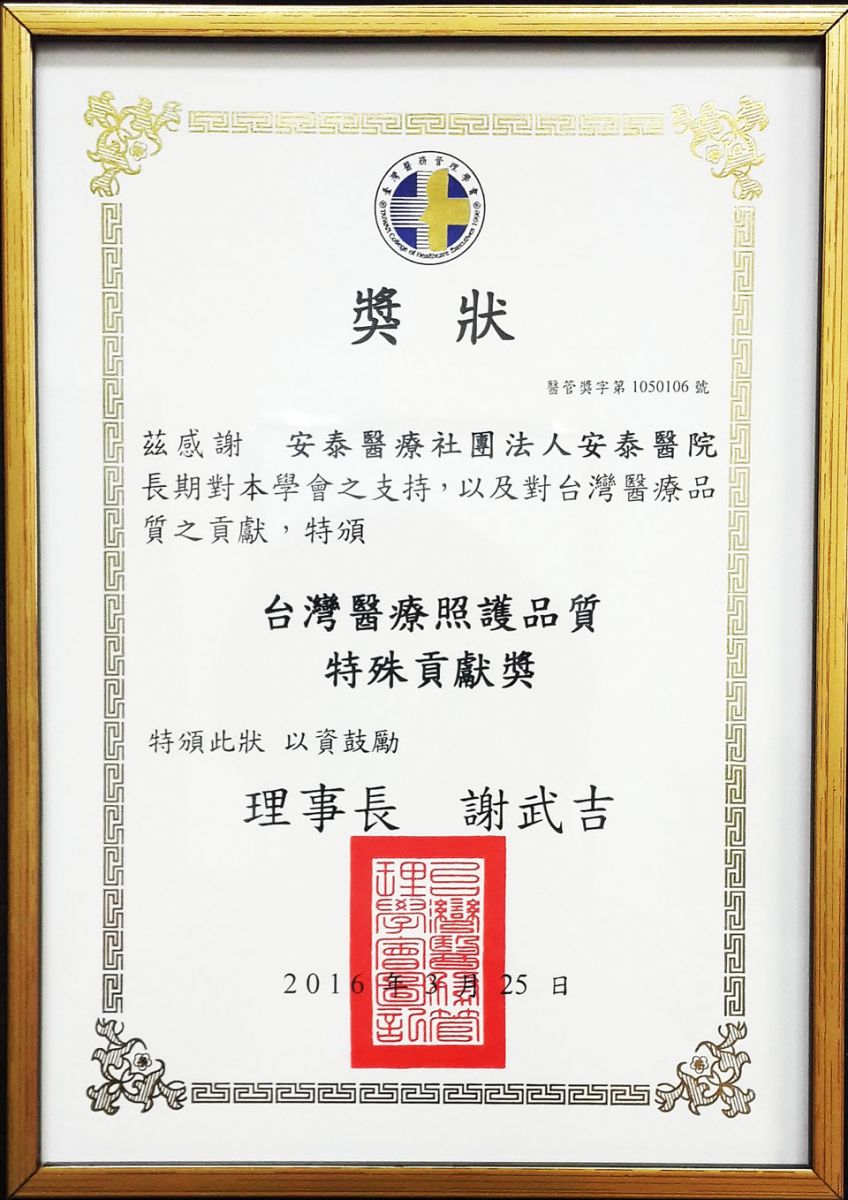 臺灣醫務管理學會
Taiwan College of Healthcare Executives 1990
獎狀
醫管獎字第 1050106 號
茲感謝 安泰醫療社團法人安泰醫院
長期對本學會之支持，以及對台灣醫療品
質之貢獻，特頒
台灣醫療照護品質
特殊貢獻獎
特頒此狀 以資鼓勵
理事長 謝武吉
2016 年 3 月 25 日
台灣醫務管
理學會圖記